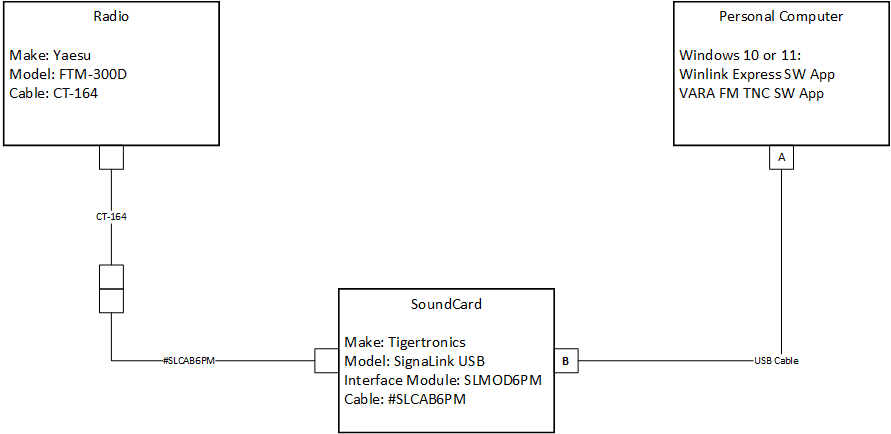 Radio
Make: Yaesu
Model: FTM-300D
Cable: CT-164
Personal Computer
Windows 10 or 11:
Winlink Express SW App
VARA FM TNC SW App
A
CT-164
SoundCard
Make: Tigertronics
Model: SignaLink USB
Interface Module: SLMOD6PM
Cable: #SLCAB6PM
#SLCAB6PM
B
USB Cable